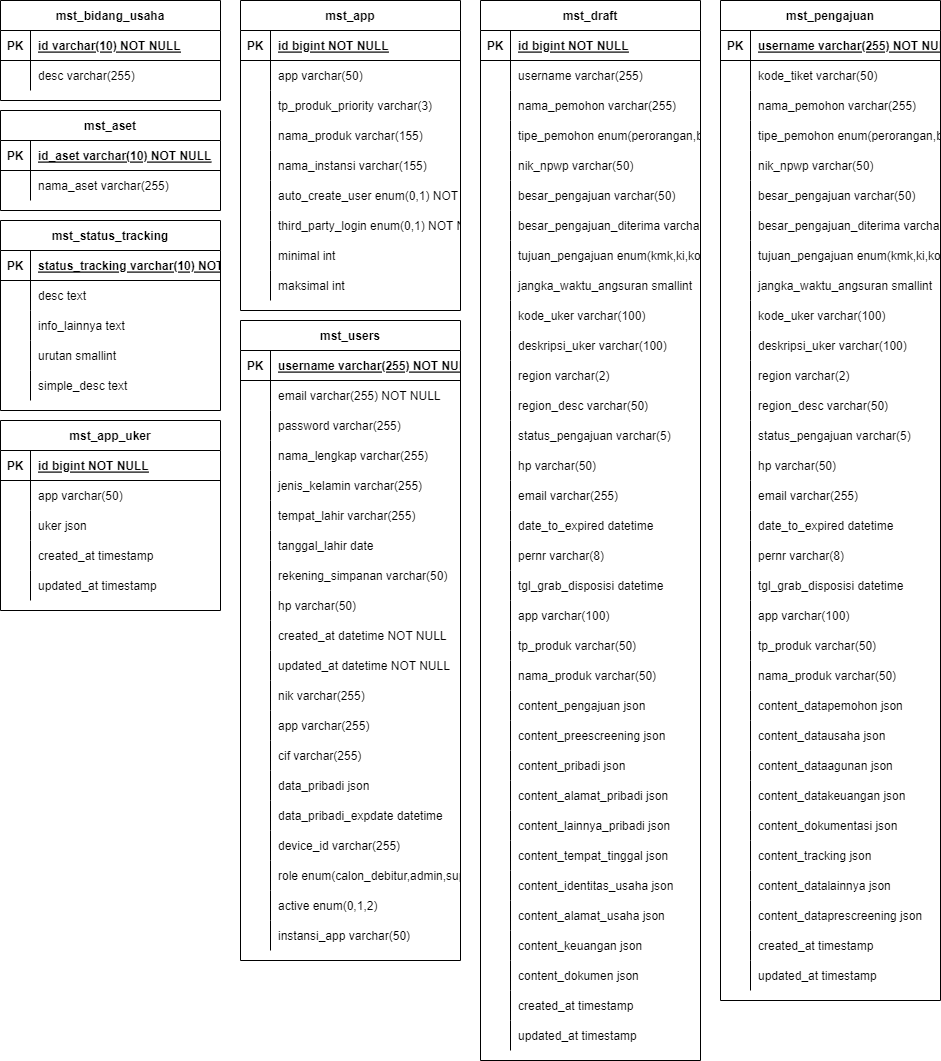 mst_bidang_usaha
PK id varchar(10) NOT NULL
desc varchar(255)
mst_aset
PK id_aset varchar(10) NOT NULL
nama_aset varchar(255)
mst_status_tracking
PK status_tracking varchar(10) NOT
desc text
info_lainnya text
urutan smallint
simple_desc text
mst_app_uker
PK id bigint NOT NULL
app varchar(50)
uker json
created_at timestamp
updated_at timestamp
mst_app
PK id bigint NOT NULL
app varchar(50)
tp_produk_priority varchar(3)
nama_produk varchar(155)
nama_instansi varchar(155)
auto_create_user enum(0,1) NOT
third_party_login enum(0,1) NOT
minimal int
maksimal int
mst_users
PK username varchar(255) NOT NU
email varchar(255) NOT NULL
password varchar(255)
nama_lengkap varchar(255)
jenis_kelamin varchar(255)
tempat_lahir varchar(255)
tanggal_lahir date
rekening_simpanan varchar(50)
hp varchar(50)
created_at datetime NOT NULL
updated_at datetime NOT NULL
nik varchar(255)
app varchar(255)
cif varchar(255)
data_pribadi json
data_pribadi_expdate datetime
device_id varchar(255)
role enum(calon_debitur,admin,su
active enum(0,1,2)
instansi_app varchar(50)
mst_draft
PK id bigint NOT NULL
username varchar(255)
nama_pemohon varchar(255)
tipe_pemohon enum(perorangan,b
nik_npwp varchar(50)
besar_pengajuan varchar(50)
besar_pengajuan_diterima varcha
tujuan_pengajuan enum(kmk,ki,ko
jangka_waktu_angsuran smallint
kode_uker varchar(100)
deskripsi_uker varchar(100)
region varchar(2)
region_desc varchar(50)
status_pengajuan varchar(5)
hp varchar(50)
email varchar(255)
date_to_expired datetime
pernr varchar(8)
tgl_grab_disposisi datetime
app varchar(100)
tp_produk varchar(50)
nama_produk varchar(50)
content_pengajuan json
content_preescreening json
content_pribadi json
content_alamat_pribadi json
content_lainnya_pribadi json
content_tempat_tinggal json
content_identitas_usaha json
content_alamat_usaha json
content_keuangan json
content_dokumen json
created_at timestamp
updated_at timestamp
mst_pengajuan
PK username varchar(255) NOT NU
kode_tiket varchar(50)
nama_pemohon varchar(255)
tipe_pemohon enum(perorangan,b
nik_npwp varchar(50)
besar_pengajuan varchar(50)
besar_pengajuan_diterima varcha
tujuan_pengajuan enum(kmk,ki,ko
jangka_waktu_angsuran smallint
kode_uker varchar(100)
deskripsi_uker varchar(100)
region varchar(2)
region_desc varchar(50)
status_pengajuan varchar(5)
hp varchar(50)
email varchar(255)
date_to_expired datetime
pernr varchar(8)
tgl_grab_disposisi datetime
app varchar(100)
tp_produk varchar(50)
nama_produk varchar(50)
content_datapemohon json
content_datausaha json
content_dataagunan json
content_datakeuangan json
content_dokumentasi json
content_tracking json
content_datalainnya json
content_dataprescreening json
created_at timestamp
updated_at timestamp